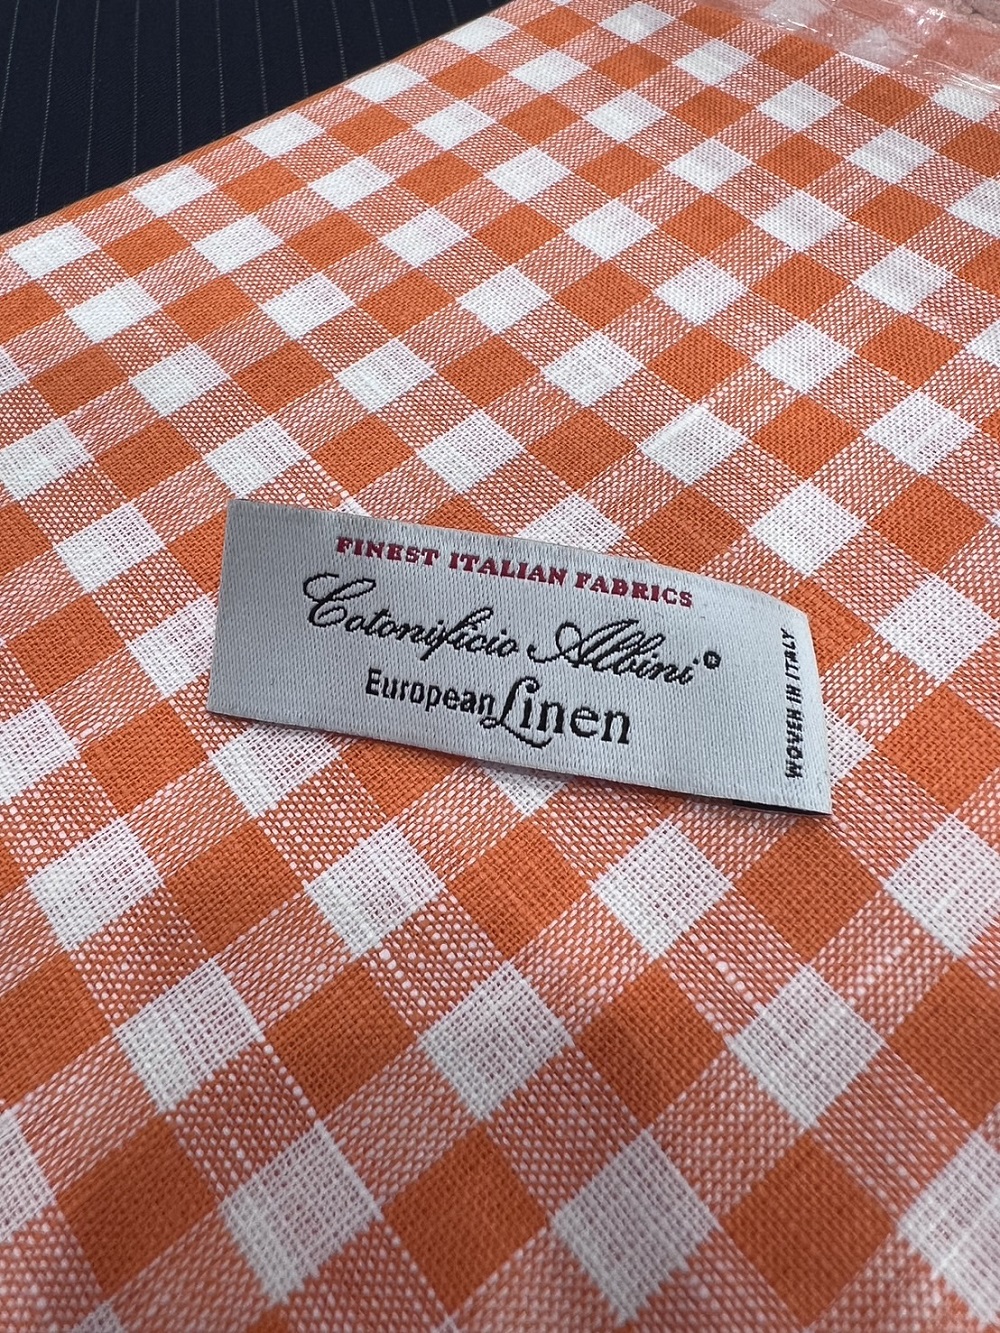 FINEST ITALIAN FABRICS
Cotonificio Albini®
European Linen
WOVEN IN ITALY